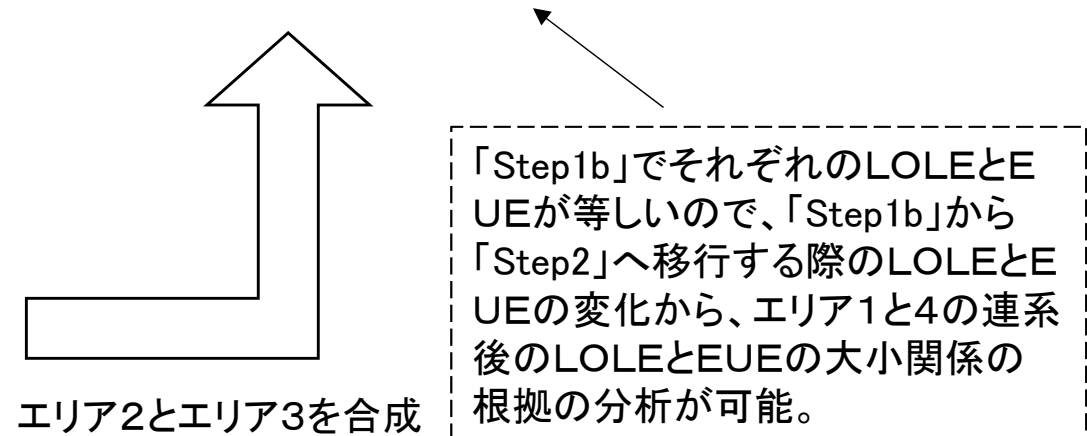 「Step1b」でそれぞれのLOLEとE
UEが等しいので、「Step1b」から
「Step2」へ移行する際のLOLEとE
UEの変化から、エリア1と4の連系
後のLOLEとEUEの大小関係の
根拠の分析が可能。
エリア2とエリア3を合成